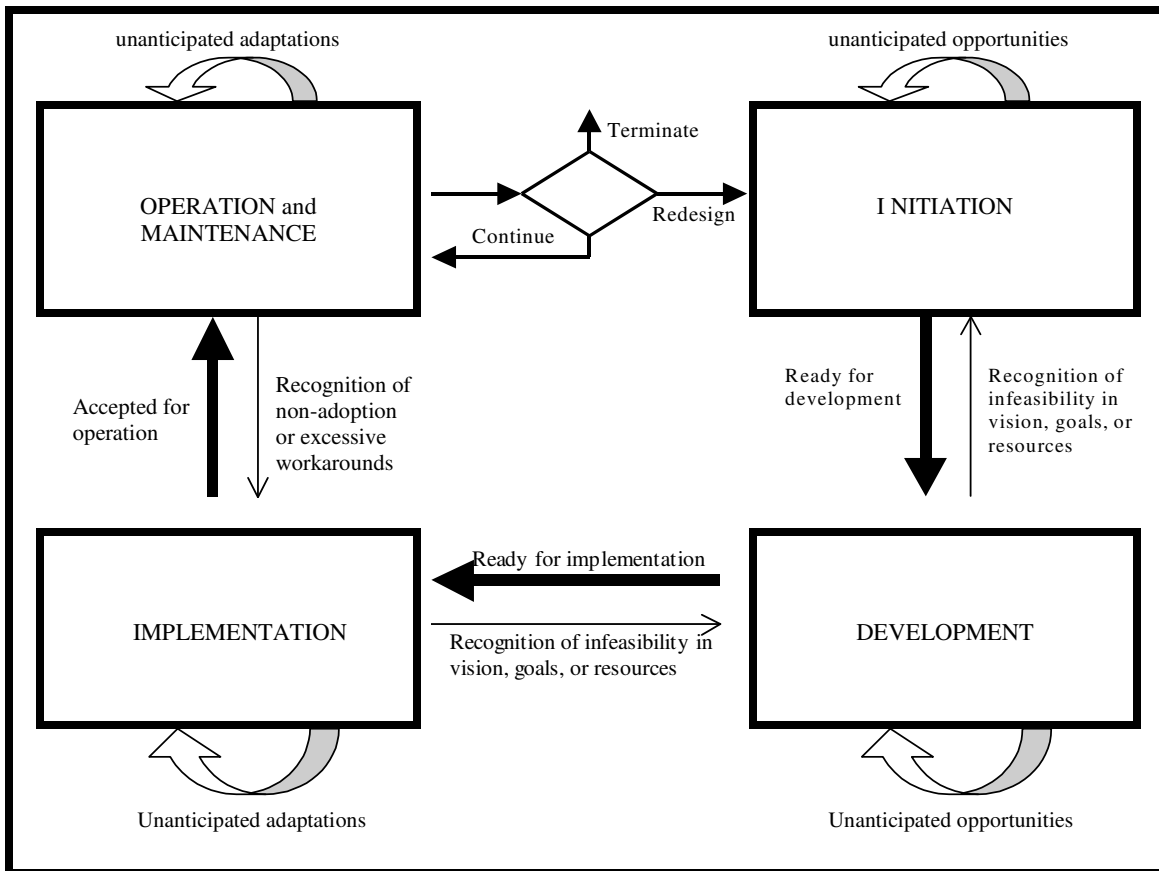 unanticipated adaptations
unanticipated opportunities
Terminate
OPERATION and
MAINTENANCE
I NITIATION
Redesign
Continue
Accepted for
operation
Recognition of
non-adoption
or excessive
workarounds
Ready for
development
Recognition of
infeasibility in
vision, goals, or
resources
Ready for implementation
IMPLEMENTATION
DEVELOPMENT
Recognition of infeasibility in
vision, goals, or resources
Unanticipated adaptations
Unanticipated opportunities